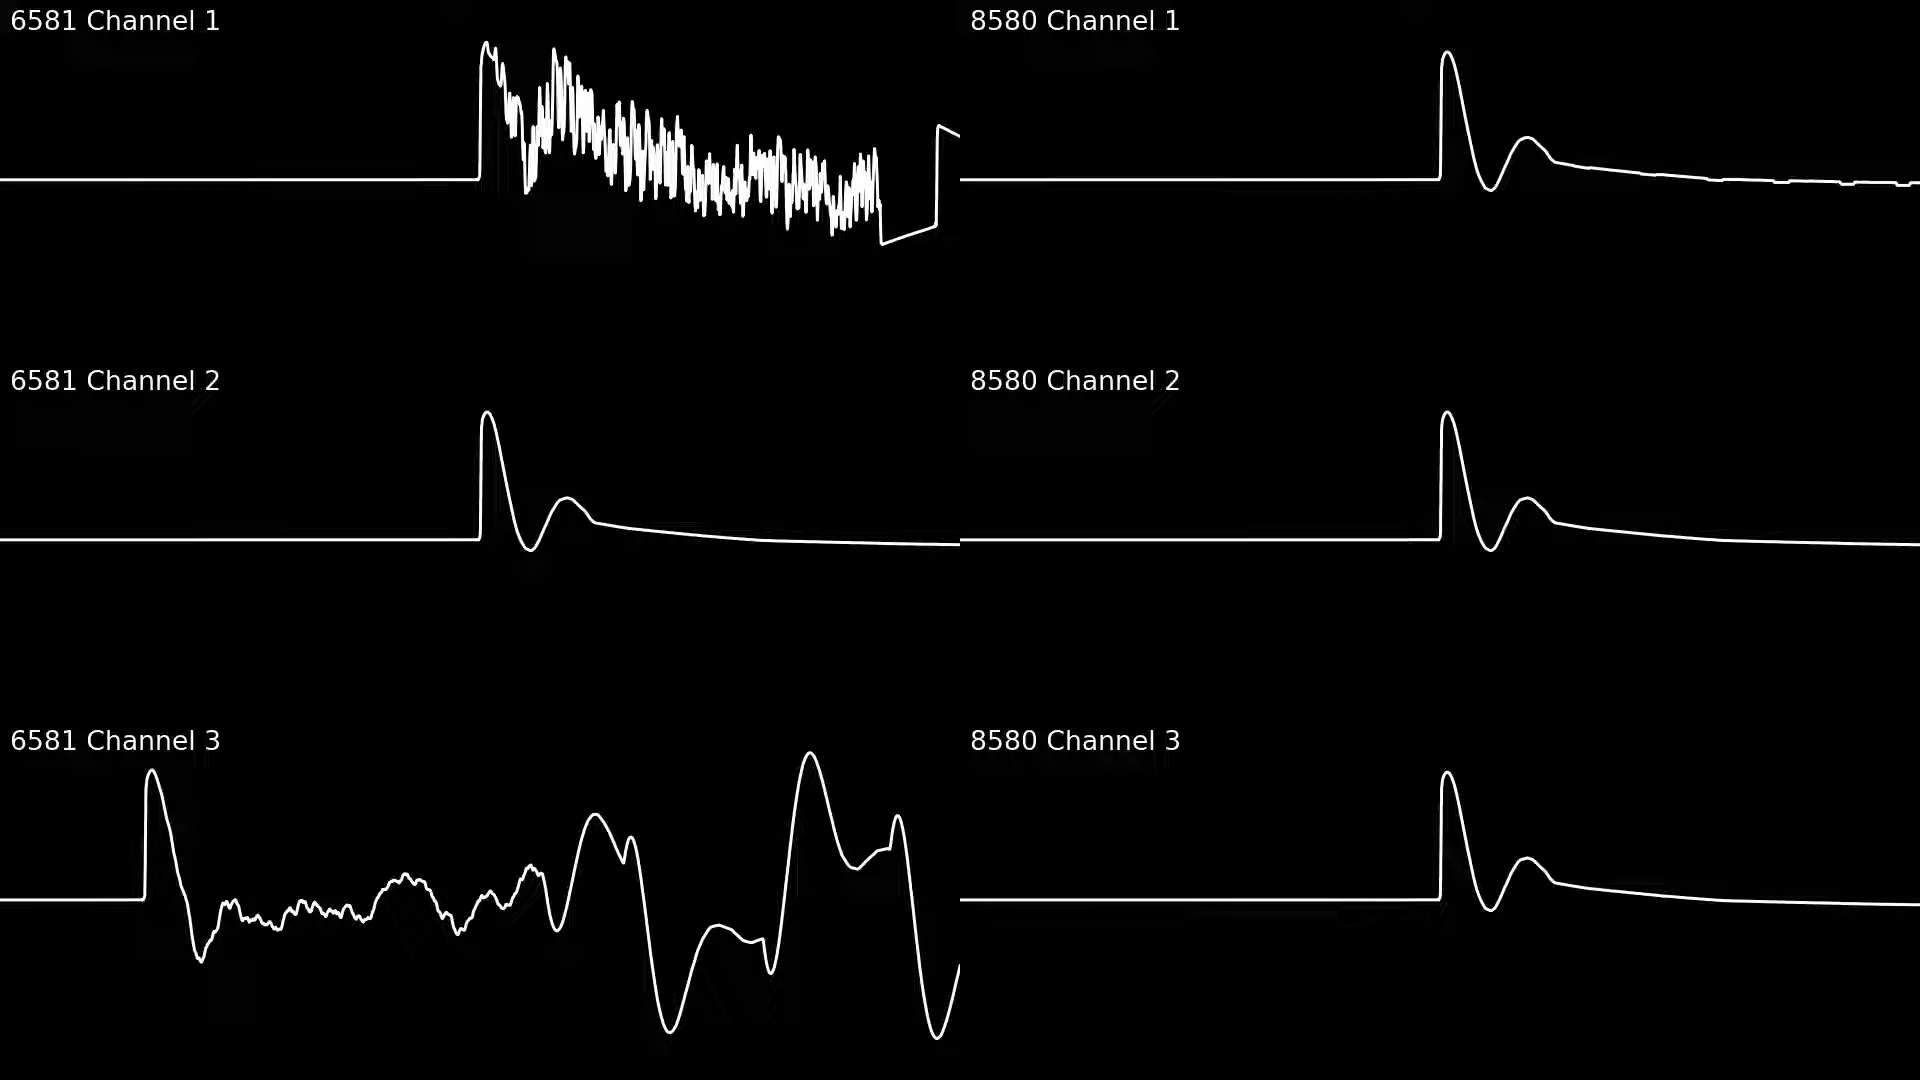 6581 Channel 1
8580 Channel 1
6581 Channel 2
8580 Channel 2
6581 Channel 3
8580 Channel 3